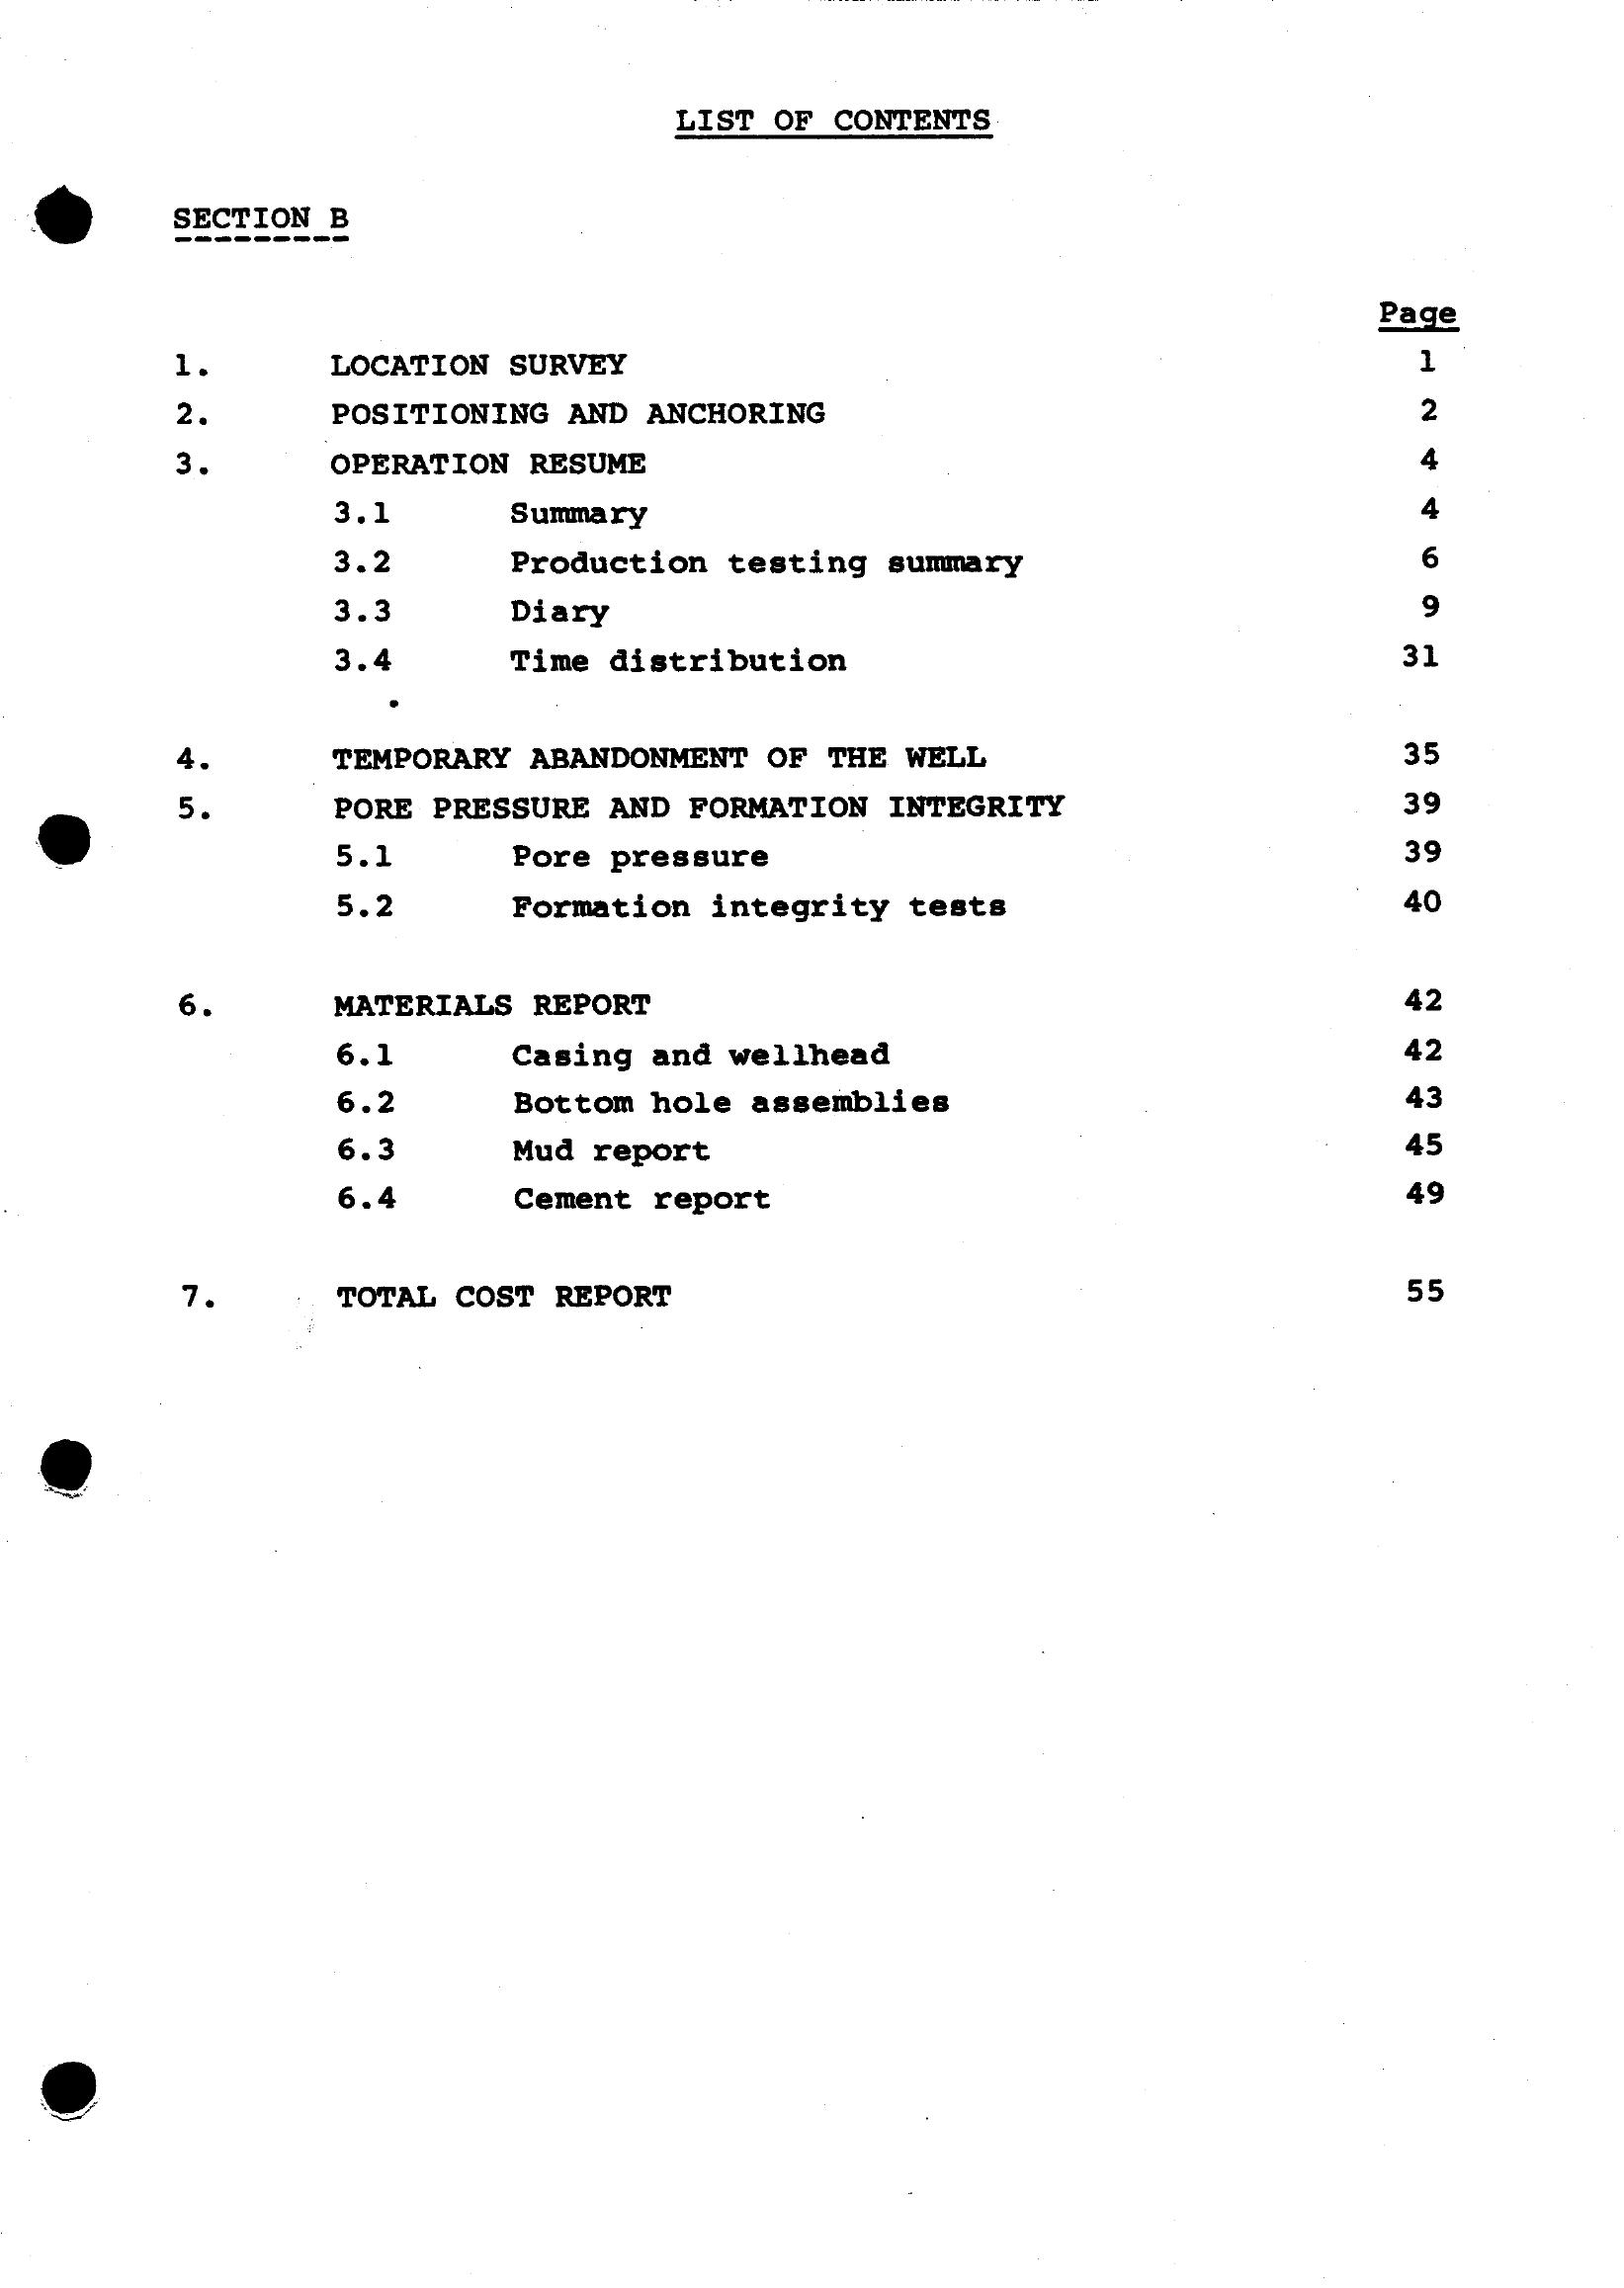 LIST OF CONTENTS
SECTION B
Page
1. LOCATION SURVEY 1
2. POSITIONING AND ANCHORING 2
3. OPERATION RESUME 4
3.1 Summary 4
3.2 Production testing summary 6
3.3 Diary 9
3.4 Time distribution 31
4. TEMPORARY ABANDONMENT OF THE WELL 35
5. PORE PRESSURE AND FORMATION INTEGRITY 39
5.1 Pore pressure 39
5.2 Formation integrity tests 40
6. MATERIALS REPORT 42
6.1 Casing and wellhead 42
6.2 Bottom hole assemblies 43
6.3 Mud report 45
6.4 Cement report 49
7. TOTAL COST REPORT 55